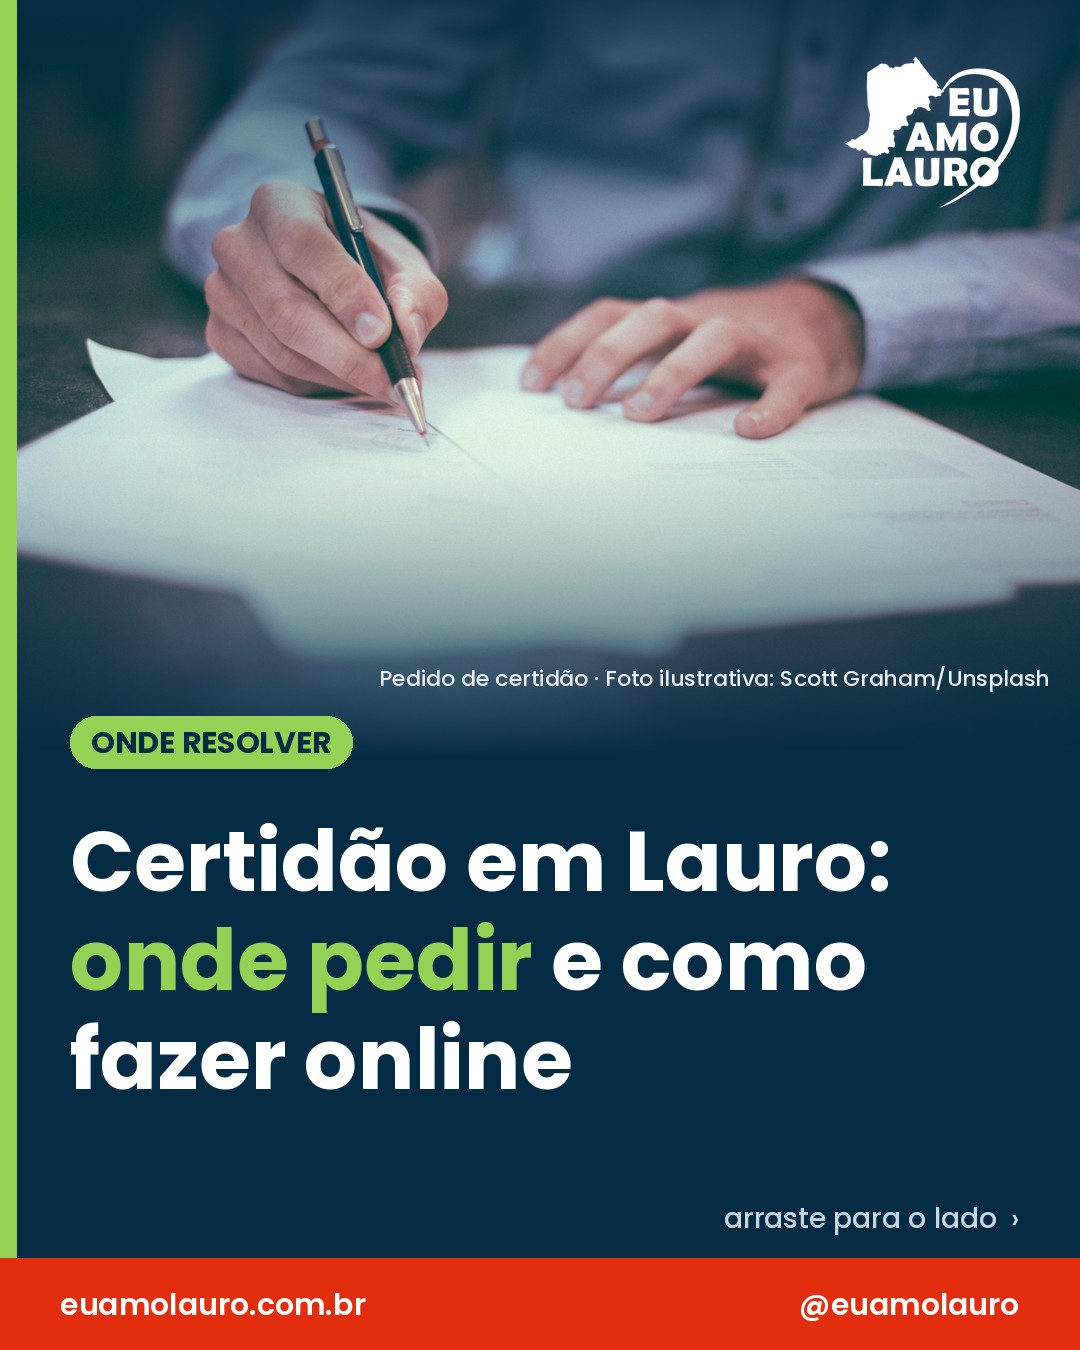 EU
AMO
LAURO
Pedido de certidão · Foto ilustrativa: Scott Graham/Unsplash
ONDE RESOLVER
Certidão em Lauro:
onde pedir e como
fazer online
arraste para o lado ›
euamolauro.com.br
@euamolauro